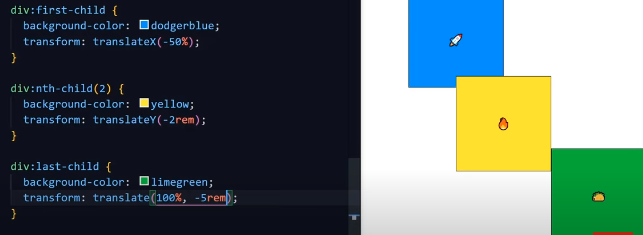 div:first-child {
background-color: dodgerblue;
transform: translateX(-50%);
}
div:nth-child(2) {
background-color: yellow;
transform: translateY(-2rem);
}
div:last-child {
background-color: limegreen;
transform: translate(100%, -5rem);
}